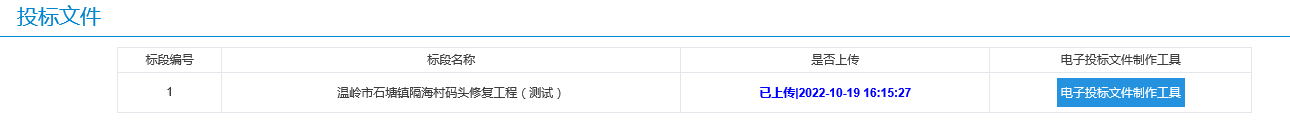 投标文件
标段编号 标段名称 是否上传 电子投标文件制作工具
1 温岭市石塘镇隔海村码头修复工程（测试） 已上传|2022-10-19 16:15:27 电子投标文件制作工具